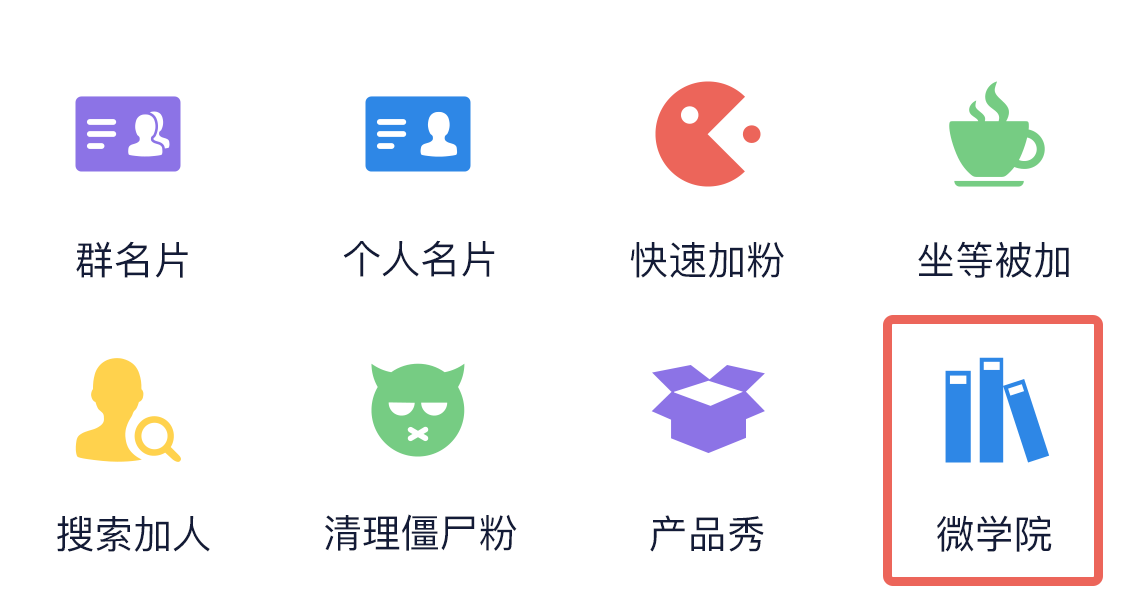 群名片
个人名片
快速加粉
坐等被加
搜索加人
清理僵尸粉
产品秀
微学院